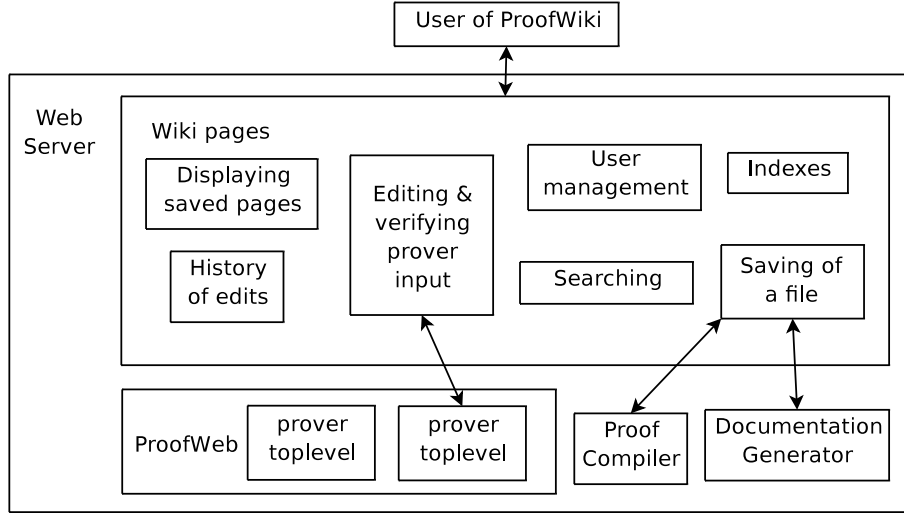 User of ProofWiki
Web
Server
Wiki pages
Displaying
saved pages
Editing &
verifying
prover
input
User
management
Indexes
History
of edits
Searching
Saving of
a file
ProofWeb
prover
toplevel
prover
toplevel
Proof
Compiler
Documentation
Generator